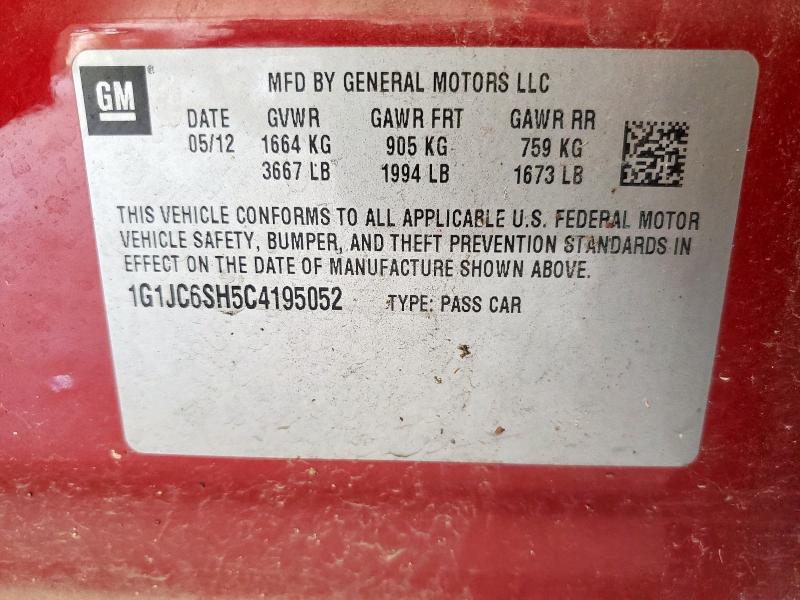 GM
MFD BY GENERAL MOTORS LLC
DATE GVWR GAWR FRT GAWR RR
05/12 1664 KG 905 KG 759 KG
3667 LB 1994 LB 1673 LB
THIS VEHICLE CONFORMS TO ALL APPLICABLE U.S. FEDERAL MOTOR
VEHICLE SAFETY, BUMPER, AND THEFT PREVENTION STANDARDS IN
EFFECT ON THE DATE OF MANUFACTURE SHOWN ABOVE.
1G1JC6SH5C4195052 TYPE: PASS CAR